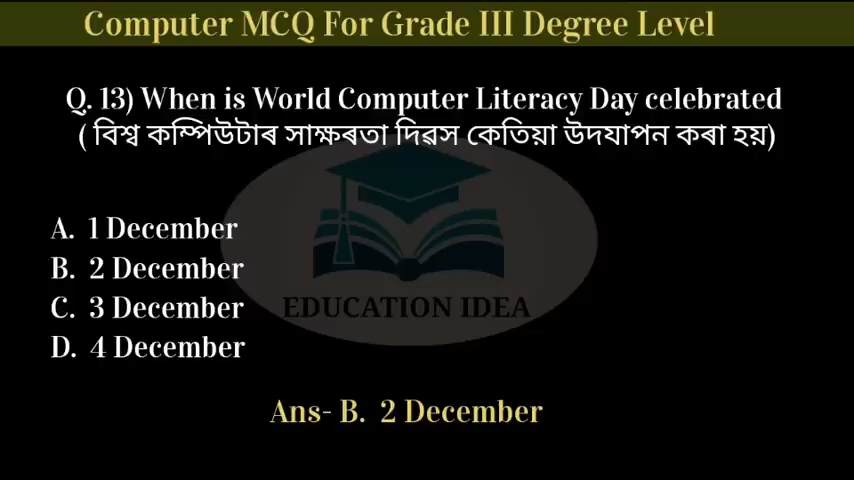 Computer MCQ For Grade III Degree Level
Q. 13) When is World Computer Literacy Day celebrated
( বিশ্ব কম্পিউটাৰ সাক্ষৰতা দিৱস কেতিয়া উদযাপন কৰা হয়)
A. 1 December
B. 2 December
C. 3 December
D. 4 December
EDUCATION IDEA
Ans- B. 2 December